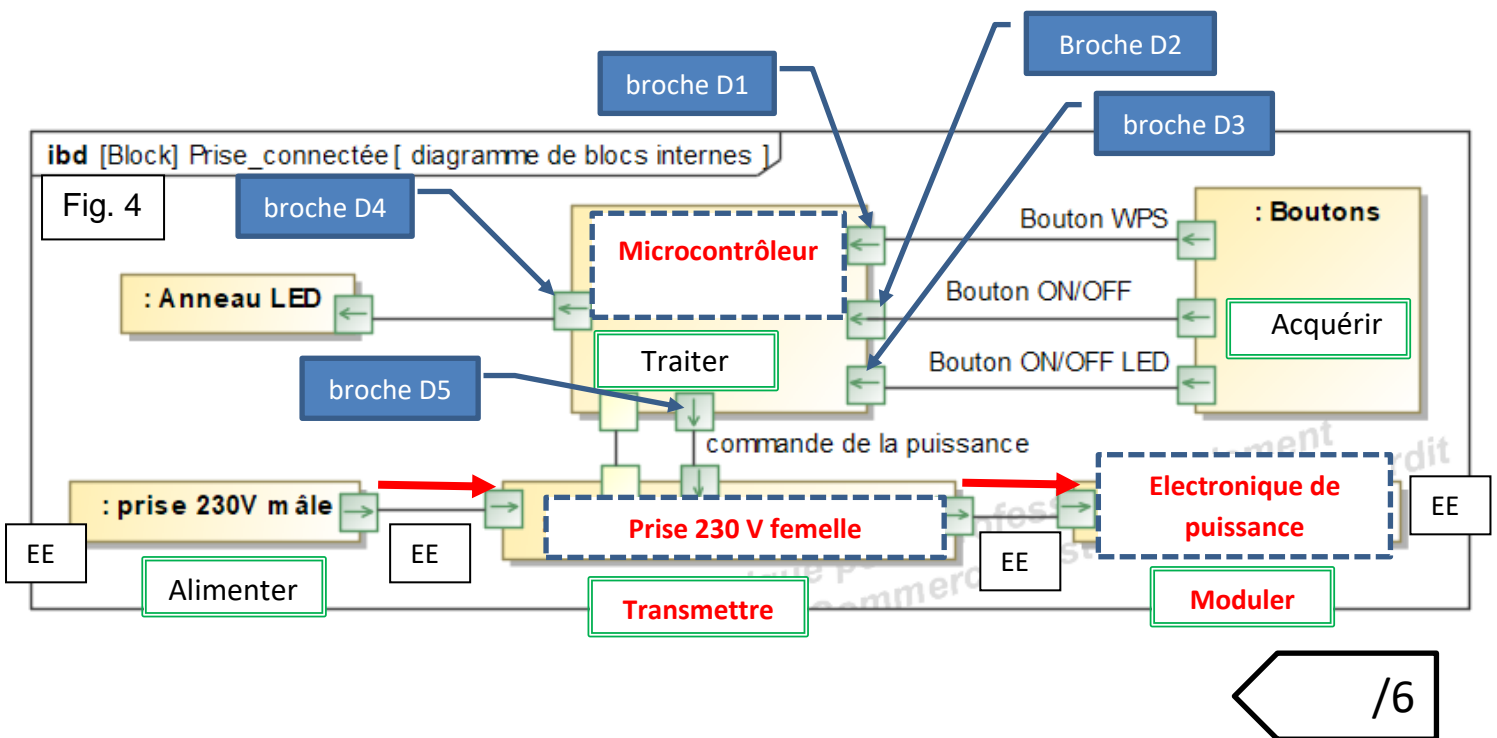 Broche D2
broche D1
broche D3
ibd [Block] Prise_connectée [ diagramme de blocs internes ]
Fig. 4
broche D4
Bouton WPS
: Boutons
Microcontrôleur
: Anneau LED
Bouton ON/OFF
Acquérir
Traiter
Bouton ON/OFF LED
broche D5
commande de la puissance
: prise 230V mâle
Prise 230 V femelle
Electronique de
puissance
EE
EE
EE
EE
Alimenter
Transmettre
Moduler
/6